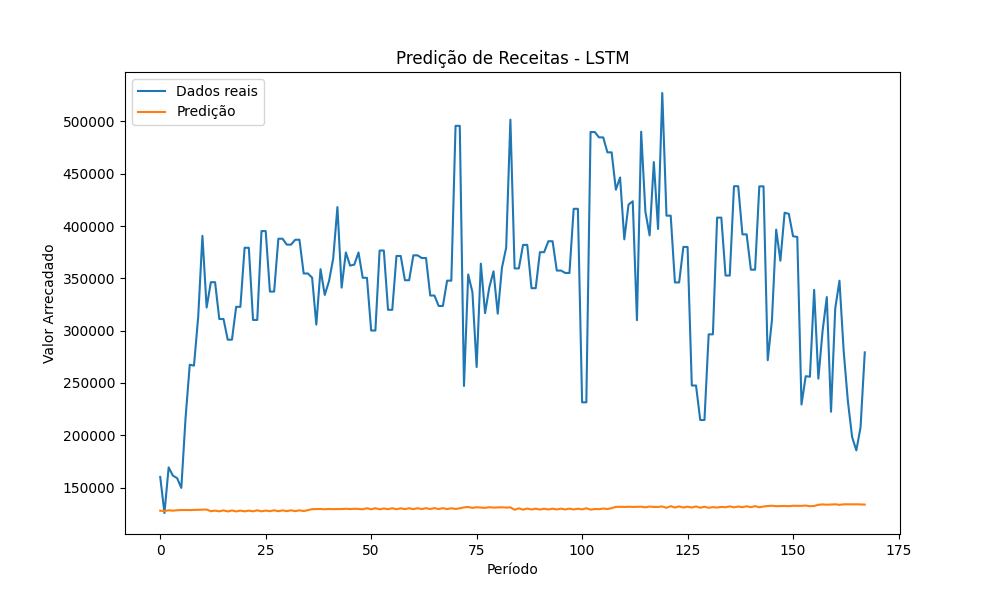 Predição de Receitas - LSTM
Dados reais
Predição
500000
450000
400000
350000
300000
250000
200000
150000
Valor Arrecadado
0 25 50 75 100 125 150 175
Período